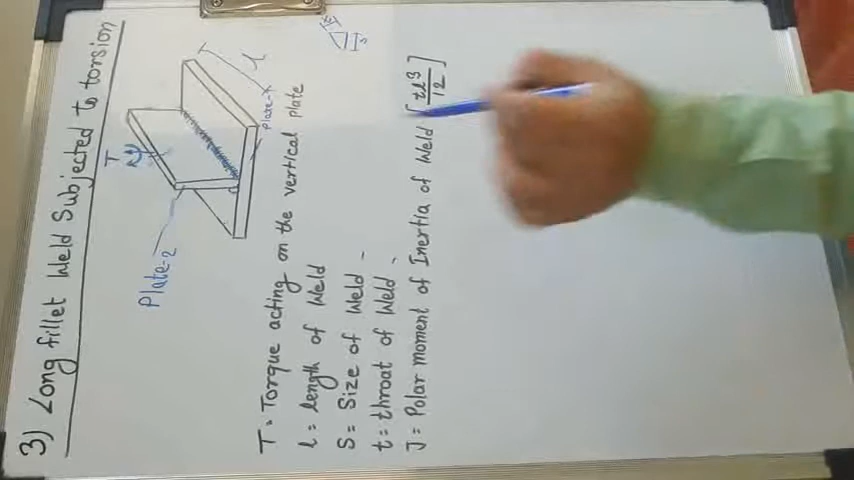 3) Long fillet Weld Subjected to torsion
T
l
Plate-1
Plate-2
t
s
T = Torque acting on the vertical plate
l = length of Weld
S = Size of Weld
t = throat of Weld
J = Polar moment of Inertia of Weld [tl³/12]